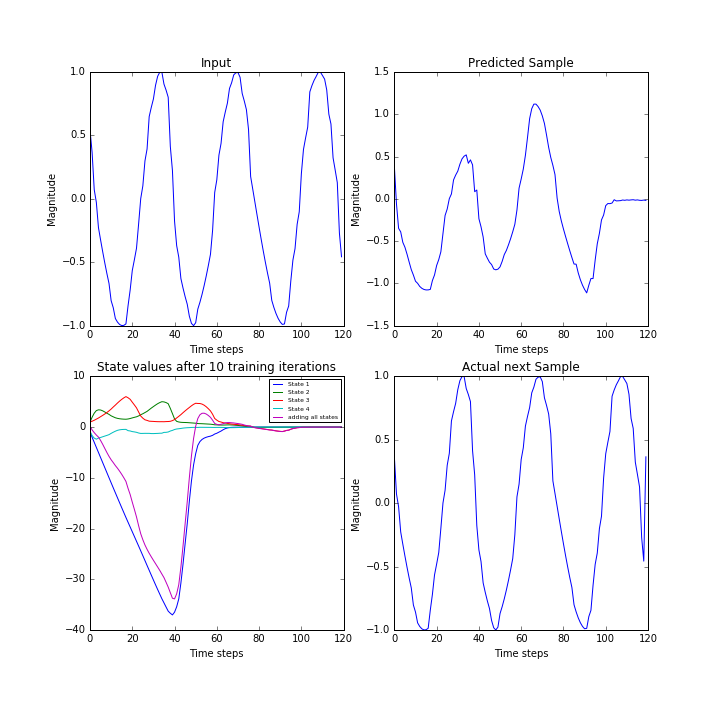 Input
Magnitude
1.0
0.5
0.0
−0.5
−1.0
0 20 40 60 80 100 120
Time steps
Predicted Sample
Magnitude
1.5
1.0
0.5
0.0
−0.5
−1.0
−1.5
0 20 40 60 80 100 120
Time steps
State values after 10 training iterations
Magnitude
10
0
−10
−20
−30
−40
State 1
State 2
State 3
State 4
adding all states
0 20 40 60 80 100 120
Time steps
Actual next Sample
Magnitude
1.0
0.5
0.0
−0.5
−1.0
0 20 40 60 80 100 120
Time steps